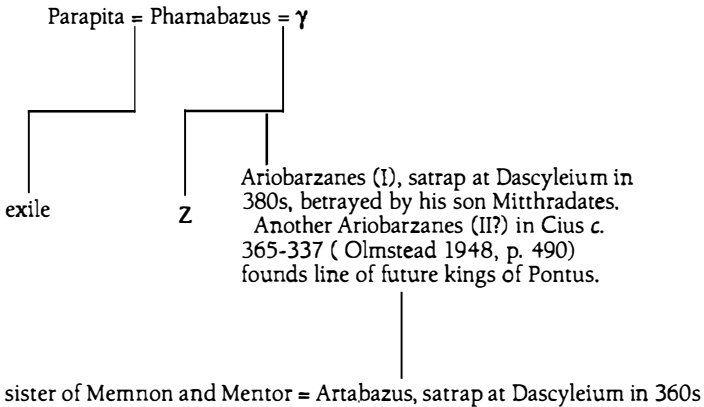 Parapita = Pharnabazus = γ
exile
Z
Ariobarzanes (I), satrap at Dascyleium in
380s, betrayed by his son Mitthradates.
Another Ariobarzanes (II?) in Cius c.
365-337 ( Olmstead 1948, p. 490)
founds line of future kings of Pontus.
sister of Memnon and Mentor = Artabazus, satrap at Dascyleium in 360s